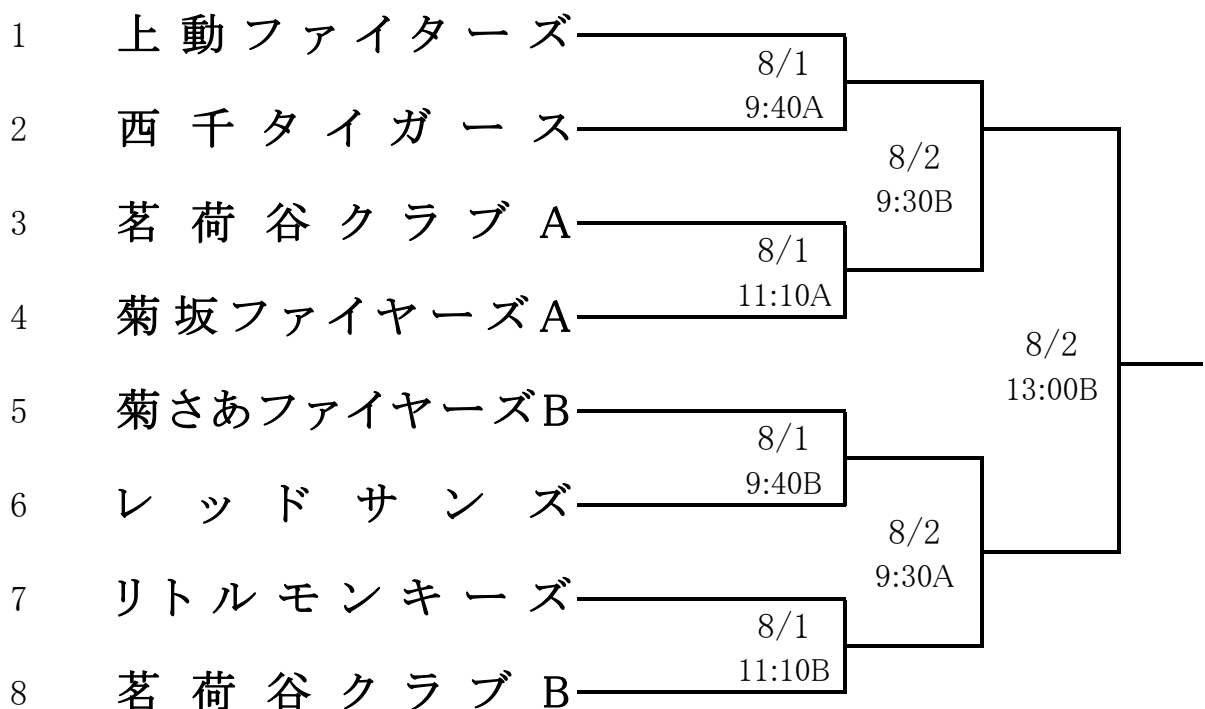 1 上動ファイターズ
8/1
9:40A
2 西千タイガース
8/2
9:30B
3 茗荷谷クラブA
8/1
11:10A
4 菊坂ファイヤーズA
8/2
13:00B
5 菊さあファイヤーズB
8/1
9:40B
6 レッドサンズ
8/2
9:30A
7 リトルモンキーズ
8/1
11:10B
8 茗荷谷クラブB